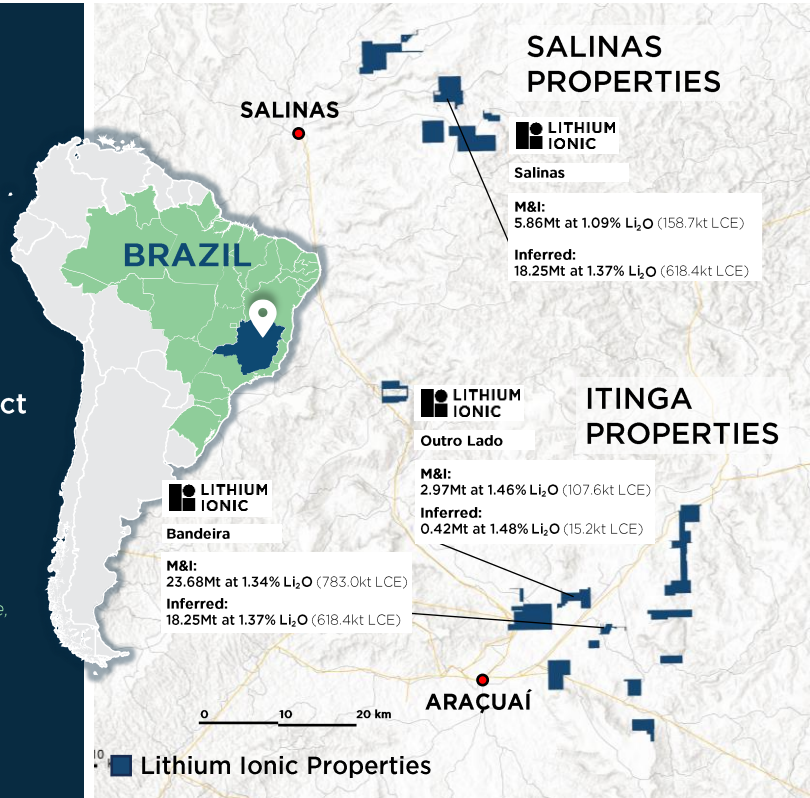 SALINAS
PROPERTIES
SALINAS
LITHIUM
IONIC
Salinas
M&I:
5.86Mt at 1.09% Li₂O (158.7kt LCE)
Inferred:
18.25Mt at 1.37% Li₂O (618.4kt LCE)
BRAZIL
ct
ITINGA
PROPERTIES
LITHIUM
IONIC
Outro Lado
M&I:
2.97Mt at 1.46% Li₂O (107.6kt LCE)
Inferred:
0.42Mt at 1.48% Li₂O (15.2kt LCE)
LITHIUM
IONIC
Bandeira
M&I:
23.68Mt at 1.34% Li₂O (783.0kt LCE)
Inferred:
18.25Mt at 1.37% Li₂O (618.4kt LCE)
e,
ARAÇUAÍ
0 10 20 km
10
Lithium Ionic Properties